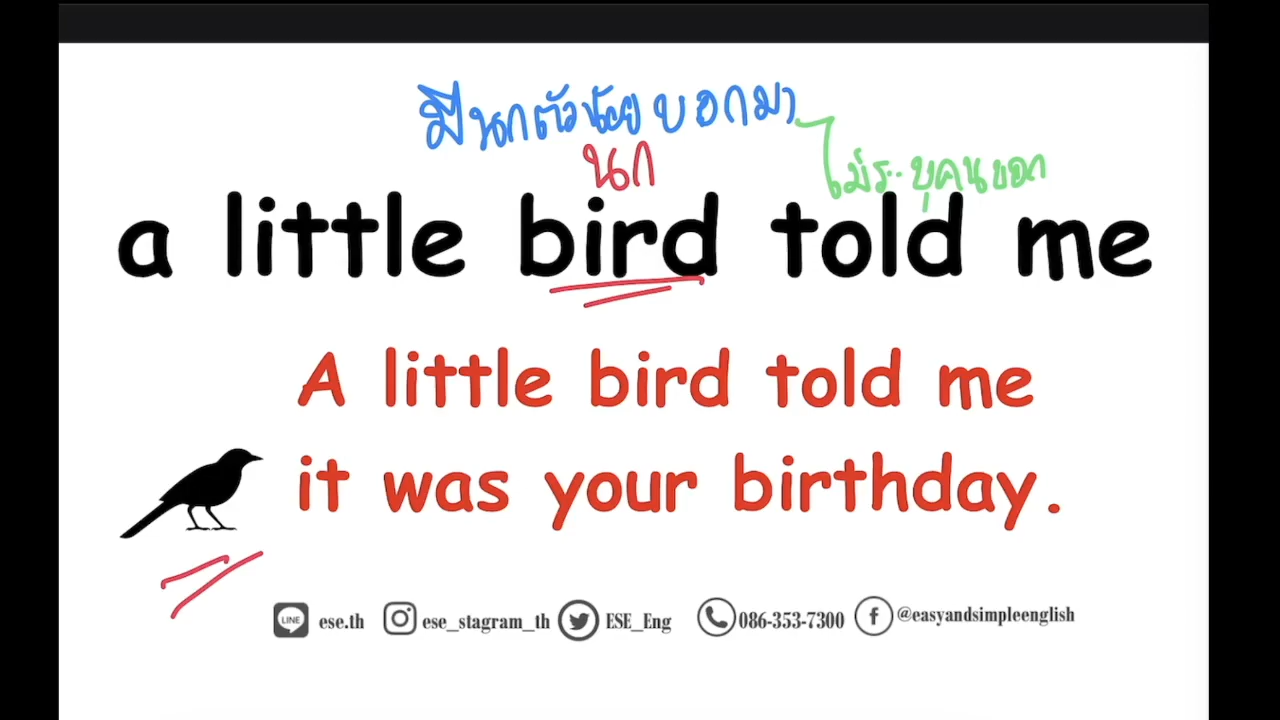 มีนกตัวน้อยบอกมา
นก
ไม่ระบุคนบอก
a little bird told me
A little bird told me
it was your birthday.
LINE ese.th ese_stagram_th ESE_Eng 086-353-7300 f @easyandsimpleenglish